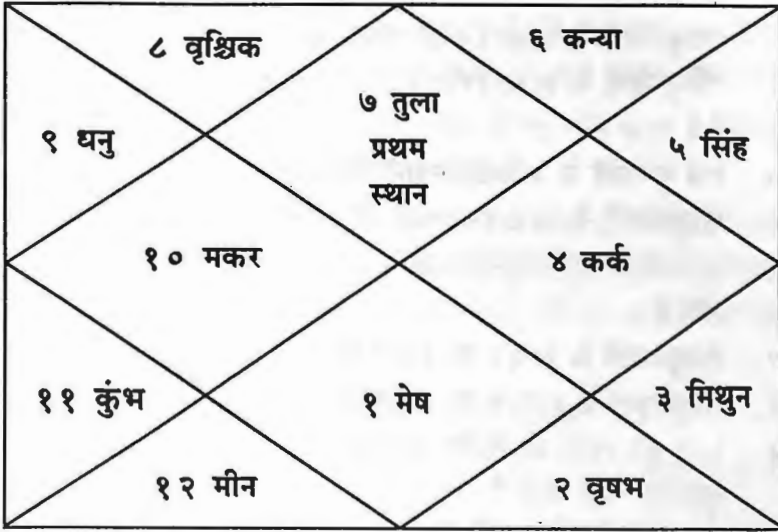 ८ वृश्चिक
६ कन्या
७ तुला
प्रथम
स्थान
९ धनु
५ सिंह
१० मकर
४ कर्क
११ कुंभ
१ मेष
३ मिथुन
१२ मीन
२ वृषभ